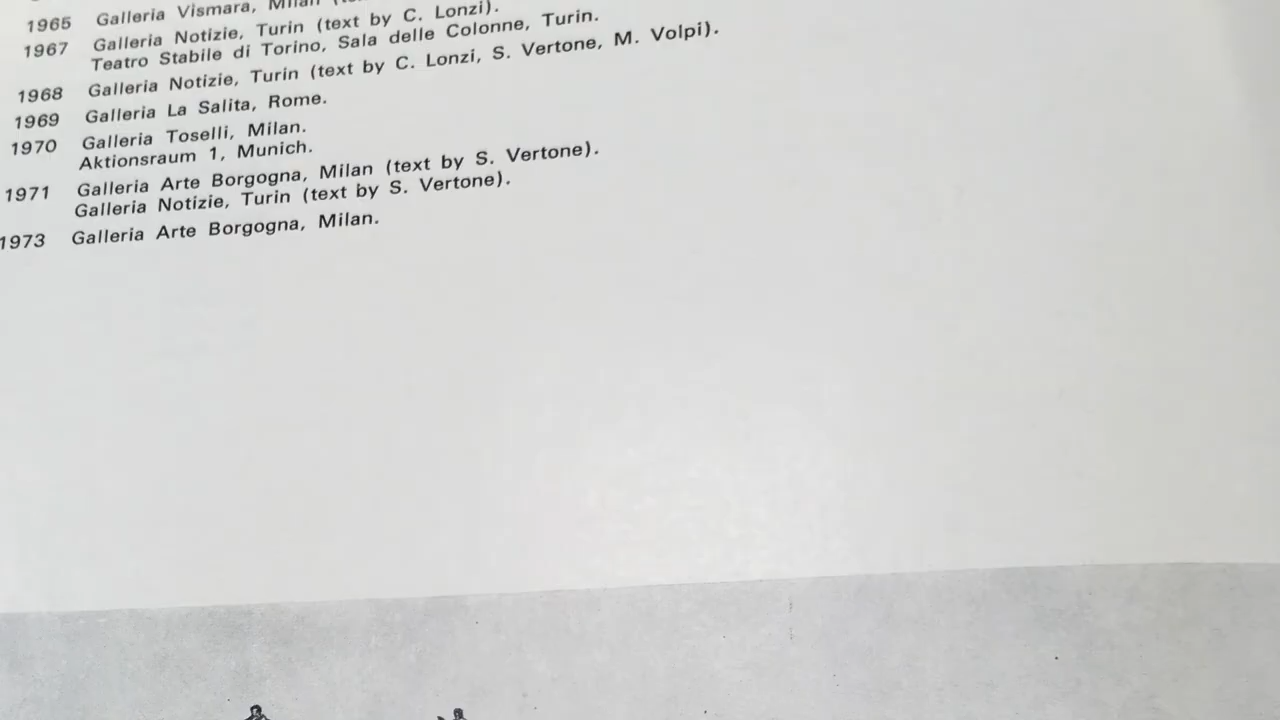 1965 Galleria Vismara, Milan
1967 Galleria Notizie, Turin (text by C. Lonzi).
Teatro Stabile di Torino, Sala delle Colonne, Turin.
1968 Galleria Notizie, Turin (text by C. Lonzi, S. Vertone, M. Volpi).
1969 Galleria La Salita, Rome.
1970 Galleria Toselli, Milan.
Aktionsraum 1, Munich.
1971 Galleria Arte Borgogna, Milan (text by S. Vertone).
Galleria Notizie, Turin (text by S. Vertone).
1973 Galleria Arte Borgogna, Milan.